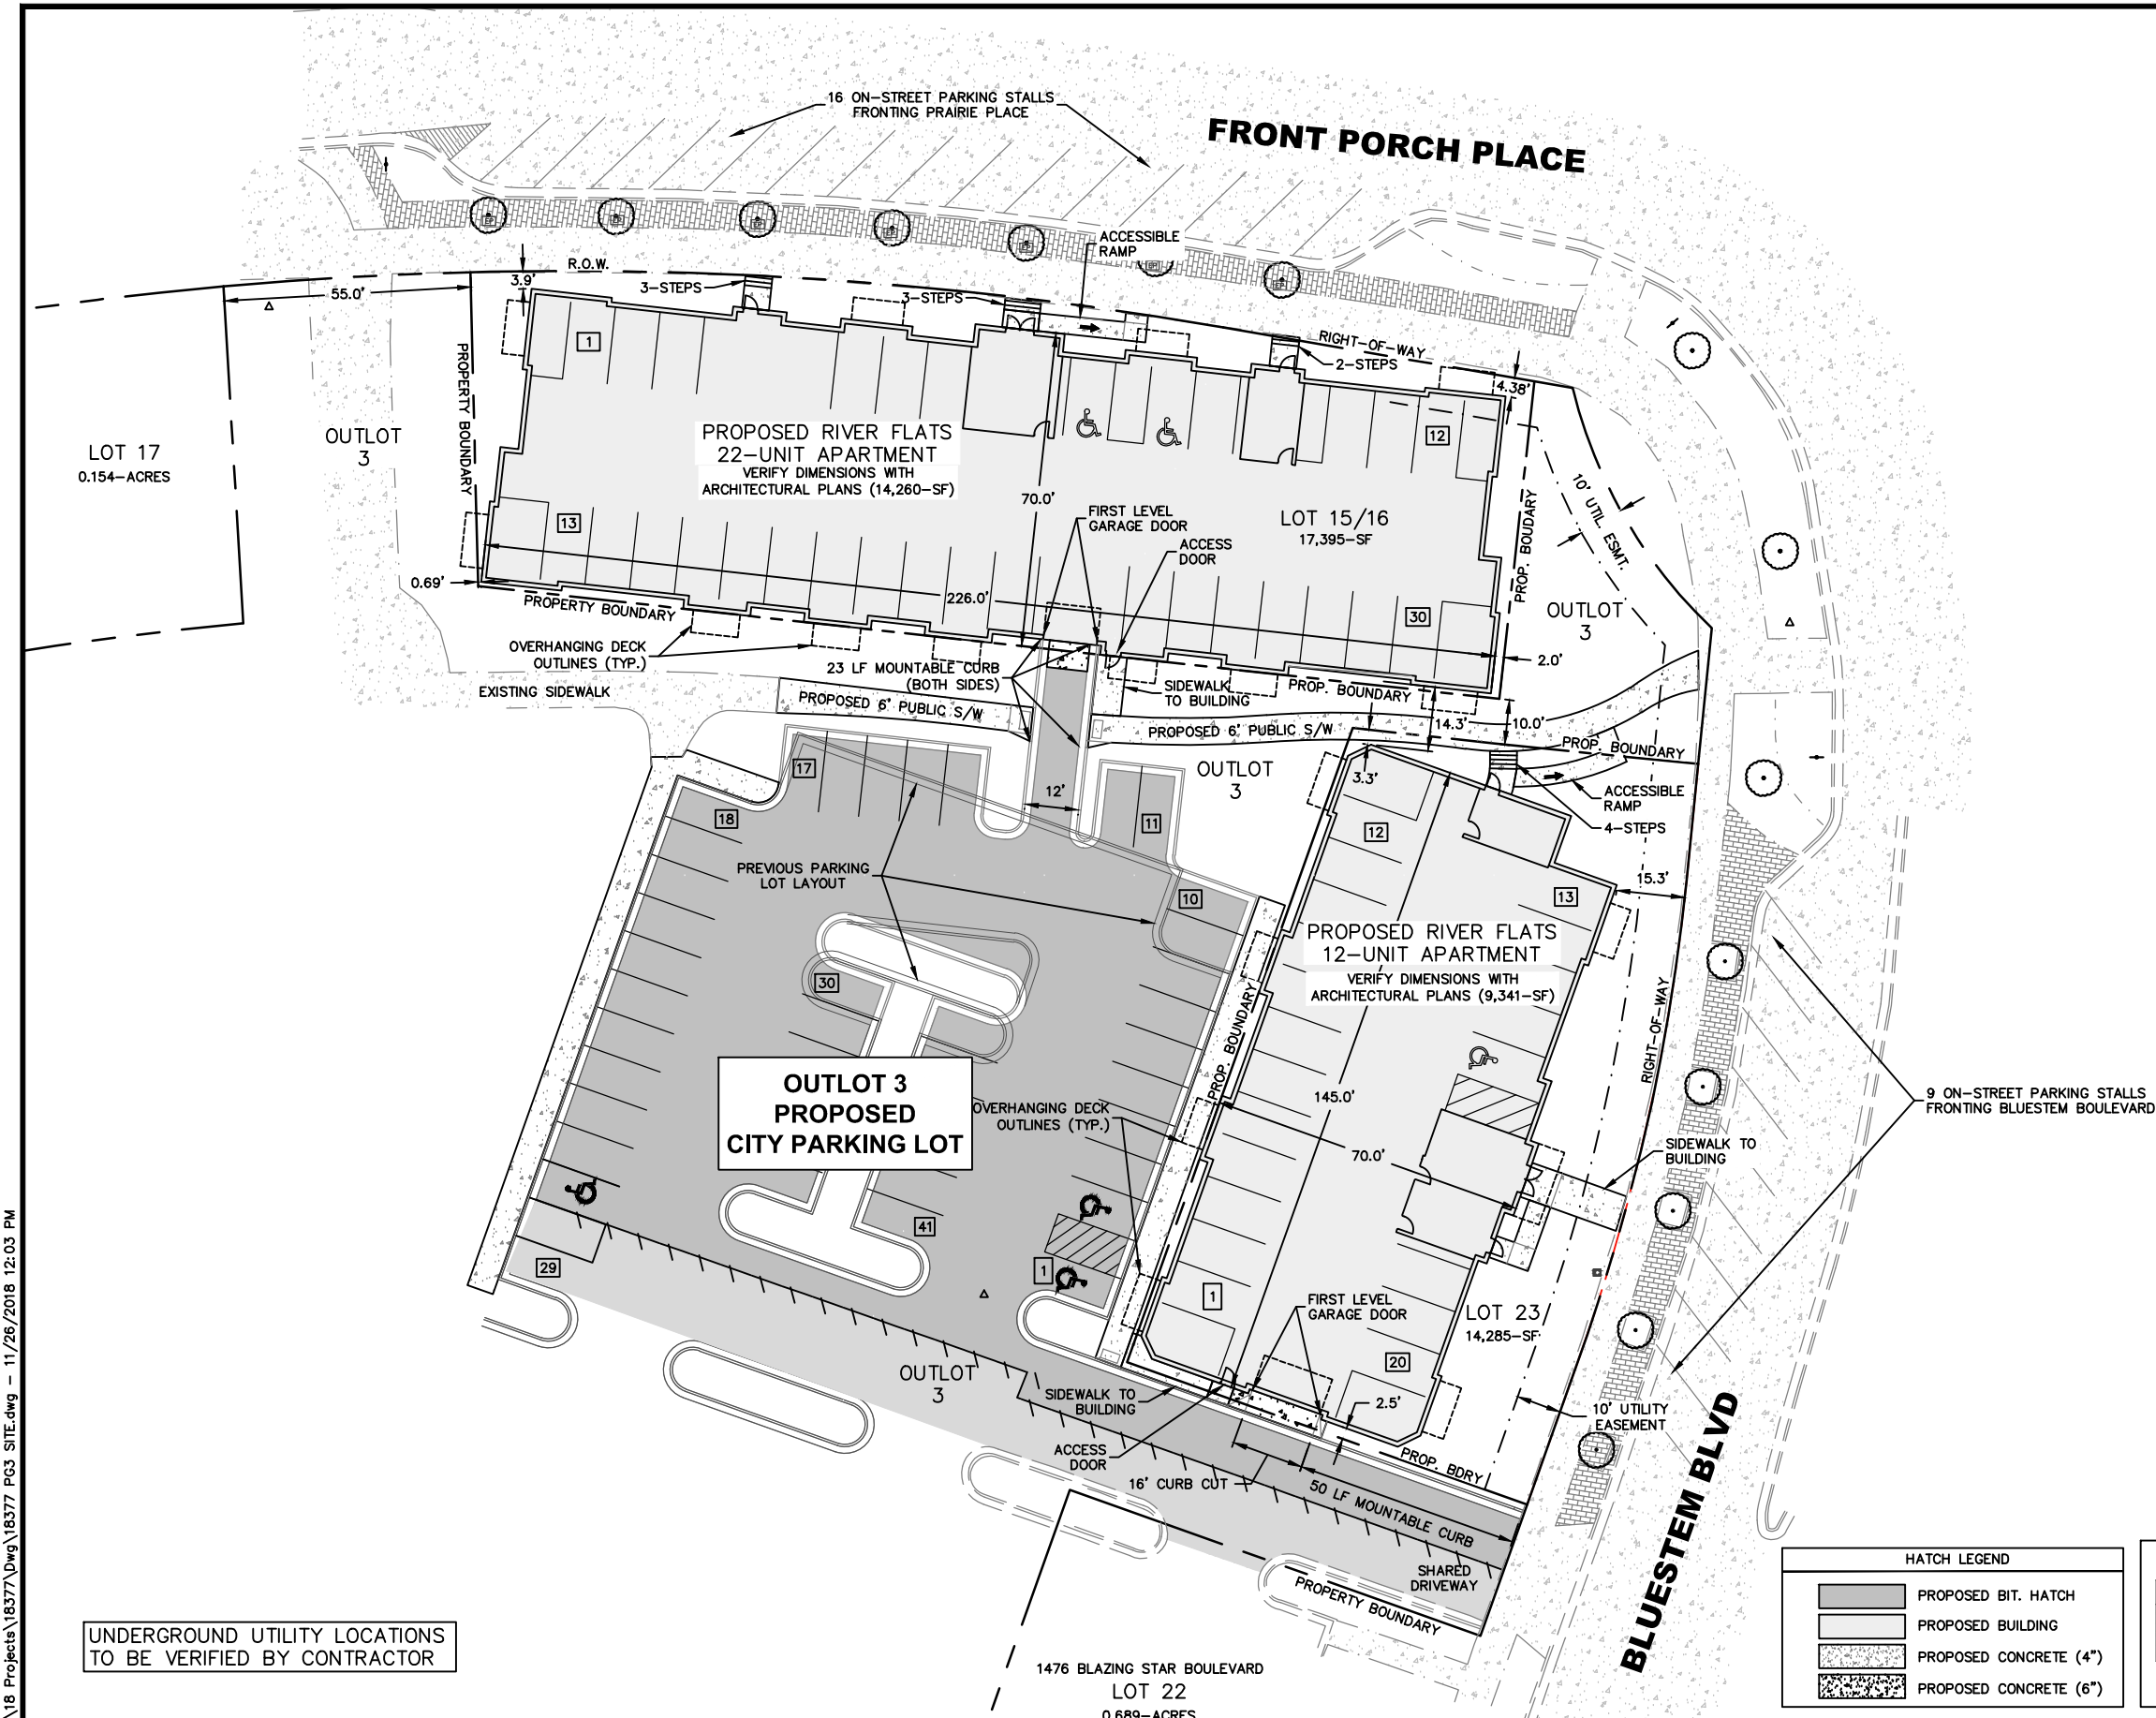 16 ON-STREET PARKING STALLS
FRONTING PRAIRIE PLACE
FRONT PORCH PLACE
ACCESSIBLE
RAMP
R.O.W.
3.9'
55.0'
3-STEPS
3-STEPS
RIGHT-OF-WAY
2-STEPS
4.38'
PROPERTY BOUNDARY
1
12
LOT 17
0.154-ACRES
OUTLOT
3
PROPOSED RIVER FLATS
22-UNIT APARTMENT
VERIFY DIMENSIONS WITH
ARCHITECTURAL PLANS (14,260-SF)
70.0'
FIRST LEVEL
GARAGE DOOR
ACCESS
DOOR
LOT 15/16
17,395-SF
10' UTIL. ESMT.
PROP. BOUDARY
13
30
0.69'
226.0'
PROPERTY BOUNDARY
OUTLOT
3
2.0'
OVERHANGING DECK
OUTLINES (TYP.)
23 LF MOUNTABLE CURB
(BOTH SIDES)
SIDEWALK
TO BUILDING
PROP. BOUNDARY
EXISTING SIDEWALK
PROPOSED 6' PUBLIC S/W
PROPOSED 6' PUBLIC S/W
14.3'
10.0'
PROP. BOUNDARY
OUTLOT
3
17
12'
3.3'
ACCESSIBLE
RAMP
4-STEPS
18
11
12
PREVIOUS PARKING
LOT LAYOUT
10
13
15.3'
PROPOSED RIVER FLATS
12-UNIT APARTMENT
VERIFY DIMENSIONS WITH
ARCHITECTURAL PLANS (9,341-SF)
30
PROP. BOUNDARY
RIGHT-OF-WAY
OUTLOT 3
PROPOSED
CITY PARKING LOT
OVERHANGING DECK
OUTLINES (TYP.)
145.0'
70.0'
9 ON-STREET PARKING STALLS
FRONTING BLUESTEM BOULEVARD
SIDEWALK TO
BUILDING
41
29
1
1
FIRST LEVEL
GARAGE DOOR
LOT 23
14,285-SF
20
OUTLOT
3
SIDEWALK TO
BUILDING
2.5'
10' UTILITY
EASEMENT
ACCESS
DOOR
PROP. BDRY
16' CURB CUT
50 LF MOUNTABLE CURB
SHARED
DRIVEWAY
PROPERTY BOUNDARY
BLUESTEM BLVD
1476 BLAZING STAR BOULEVARD
LOT 22
0.689-ACRES
UNDERGROUND UTILITY LOCATIONS
TO BE VERIFIED BY CONTRACTOR
HATCH LEGEND
PROPOSED BIT. HATCH
PROPOSED BUILDING
PROPOSED CONCRETE (4")
PROPOSED CONCRETE (6")
\18 Projects\18377\Dwg\18377 PG3 SITE.dwg - 11/26/2018 12:03 PM